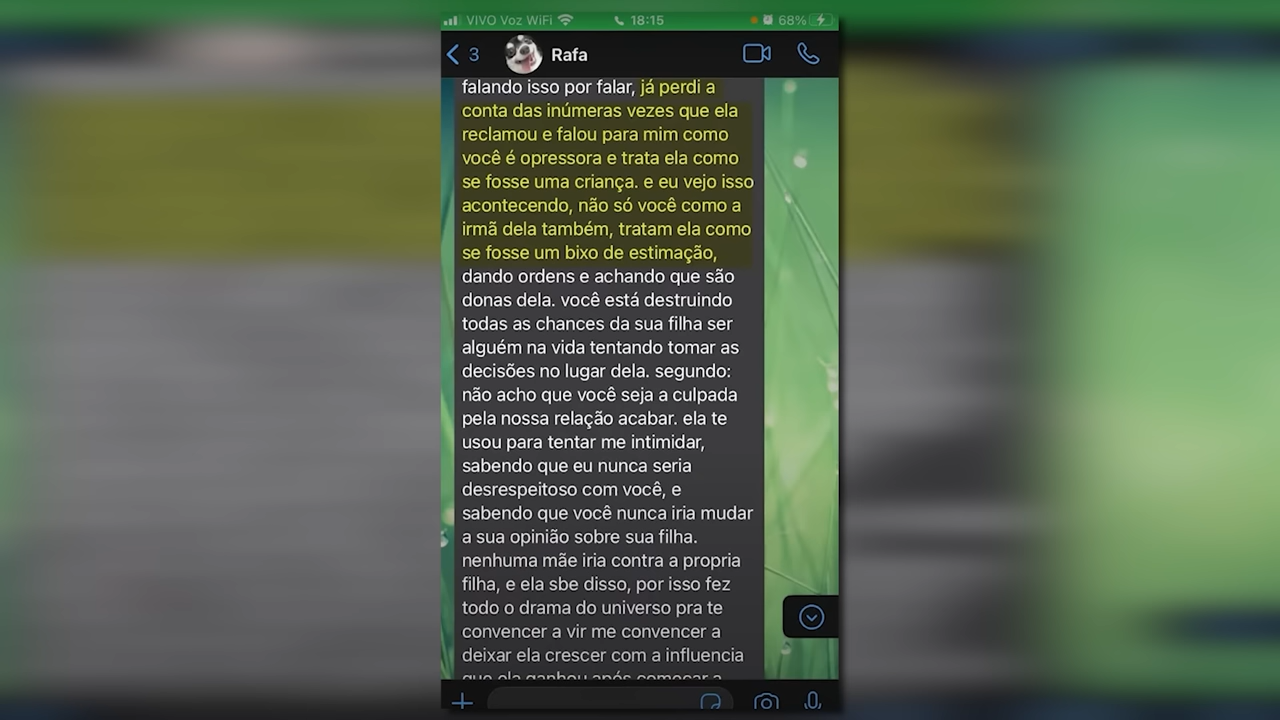 VIVO Voz WiFi 18:15 68%
3 Rafa
falando isso por falar, já perdi a
conta das inúmeras vezes que ela
reclamou e falou para mim como
você é opressora e trata ela como
se fosse uma criança. e eu vejo isso
acontecendo, não só você como a
irmã dela também, tratam ela como
se fosse um bixo de estimação,
dando ordens e achando que são
donas dela. você está destruindo
todas as chances da sua filha ser
alguém na vida tentando tomar as
decisões no lugar dela. segundo:
não acho que você seja a culpada
pela nossa relação acabar. ela te
usou para tentar me intimidar,
sabendo que eu nunca seria
desrespeitoso com você, e
sabendo que você nunca iria mudar
a sua opinião sobre sua filha.
nenhuma mãe iria contra a propria
filha, e ela sbe disso, por isso fez
todo o drama do universo pra te
convencer a vir me convencer a
deixar ela crescer com a influencia
que ela ganhou após começar a